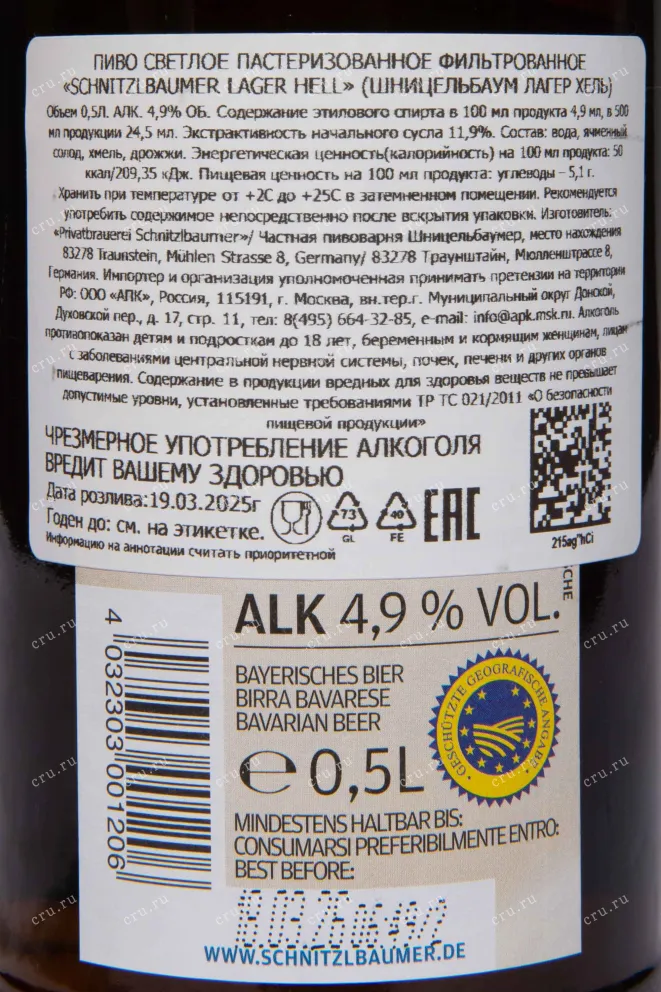 ПИВО СВЕТЛОЕ ПАСТЕРИЗОВАННОЕ ФИЛЬТРОВАННОЕ
«SCHNITZLBAUMER LAGER HELL» (ШНИЦЕЛЬБАУМ ЛАГЕР ХЕЛЬ)
Объем 0,5Л. АЛК. 4,9% ОБ. Содержание этилового спирта в 100 мл продукта 4,9 мл, в 500
мл продукции 24,5 мл. Экстрактивность начального сусла 11,9%. Состав: вода, ячменный
солод, хмель, дрожжи. Энергетическая ценность(калорийность) на 100 мл продукта: 50
ккал/209,35 кДж. Пищевая ценность на 100 мл продукта: углеводы – 5,1 г.
Хранить при температуре от +2С до +25С в затемненном помещении. Рекомендуется
употребить содержимое непосредственно после вскрытия упаковки. Изготовитель:
«Privatbrauerei Schnitzlbaumer»/ Частная пивоварня Шницельбаумер, место нахождения
83278 Traunstein, Mühlen Strasse 8, Germany/ 83278 Траунштайн, Мюлленштрассе 8,
Германия. Импортер и организация уполномоченная принимать претензии на территории
РФ: ООО «АПК», Россия, 115191, г. Москва, вн.тер.г. Муниципальный округ Донской,
Духовской пер., д. 17, стр. 11, тел: 8(495) 664-32-85, e-mail: info@apk.msk.ru. Алкоголь
противопоказан детям и подросткам до 18 лет, беременным и кормящим женщинам, лицам
с заболеваниями центральной нервной системы, почек, печени и других органов
пищеварения. Содержание в продукции вредных для здоровья веществ не превышает
допустимые уровни, установленные требованиями ТР ТС 021/2011 «О безопасности
пищевой продукции»
ЧРЕЗМЕРНОЕ УПОТРЕБЛЕНИЕ АЛКОГОЛЯ
ВРЕДИТ ВАШЕМУ ЗДОРОВЬЮ
Дата розлива:19.03.2025г
Годен до: см. на этикетке.
Информацию на аннотации считать приоритетной
73
GL
40
FE
EAC
215ag"hCi
ALK 4,9 % VOL.
BAYERISCHES BIER
BIRRA BAVARESE
BAVARIAN BEER
GESCHÜTZTE GEOGRAFISCHE ANGABE
℮ 0,5L
MINDESTENS HALTBAR BIS:
CONSUMARSI PREFERIBILMENTE ENTRO:
BEST BEFORE:
WWW.SCHNITZLBAUMER.DE
4 032303 001206
cru.ru